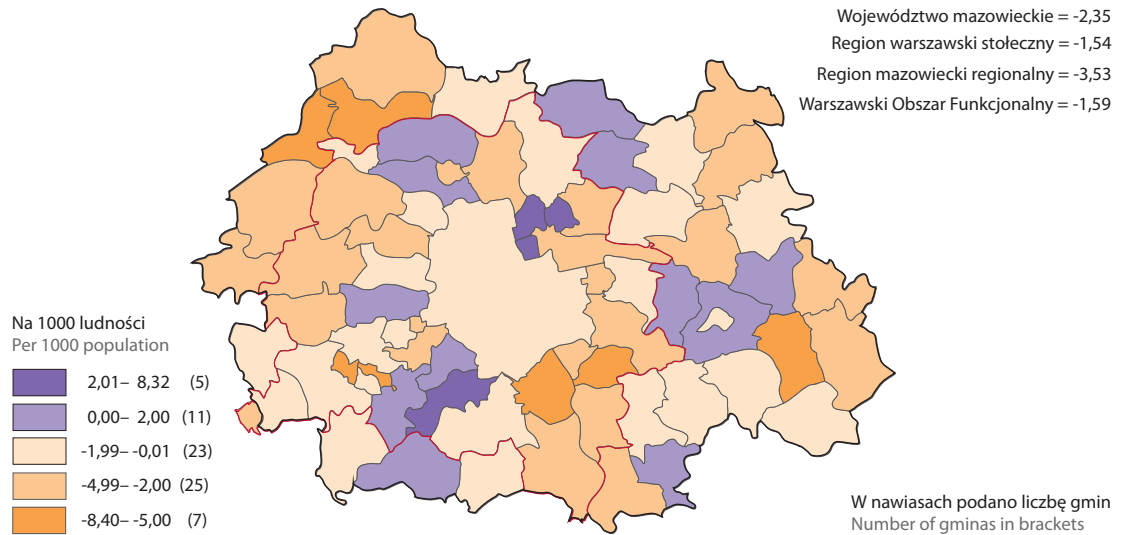 Województwo mazowieckie = -2,35
Region warszawski stołeczny = -1,54
Region mazowiecki regionalny = -3,53
Warszawski Obszar Funkcjonalny = -1,59
Na 1000 ludności
Per 1000 population
2,01– 8,32 (5)
0,00– 2,00 (11)
-1,99– -0,01 (23)
-4,99– -2,00 (25)
-8,40– -5,00 (7)
W nawiasach podano liczbę gmin
Number of gminas in brackets